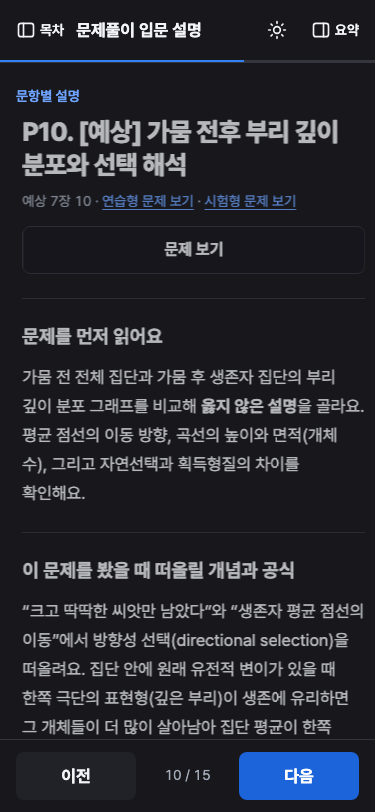 목차 문제풀이 입문 설명 요약
문항별 설명
P10. [예상] 가뭄 전후 부리 깊이
분포와 선택 해석
예상 7장 10 · 연습형 문제 보기 · 시험형 문제 보기
문제 보기
문제를 먼저 읽어요
가뭄 전 전체 집단과 가뭄 후 생존자 집단의 부리
깊이 분포 그래프를 비교해 옳지 않은 설명을 골라요.
평균 점선의 이동 방향, 곡선의 높이와 면적(개체
수), 그리고 자연선택과 획득형질의 차이를
확인해요.
이 문제를 봤을 때 떠올릴 개념과 공식
“크고 딱딱한 씨앗만 남았다”와 “생존자 평균 점선의
이동”에서 방향성 선택(directional selection)을
떠올려요. 집단 안에 원래 유전적 변이가 있을 때
한쪽 극단의 표현형(깊은 부리)이 생존에 유리하면
그 개체들이 더 많이 살아남아 집단 평균이 한쪽
이전 10 / 15 다음